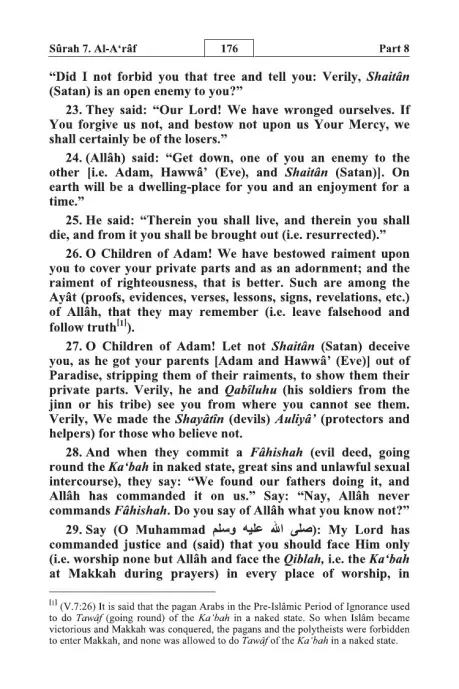 Sûrah 7. Al-A‘râf 176 Part 8
“Did I not forbid you that tree and tell you: Verily, Shaitân
(Satan) is an open enemy to you?”
23. They said: “Our Lord! We have wronged ourselves. If
You forgive us not, and bestow not upon us Your Mercy, we
shall certainly be of the losers.”
24. (Allâh) said: “Get down, one of you an enemy to the
other [i.e. Adam, Hawwâ’ (Eve), and Shaitân (Satan)]. On
earth will be a dwelling-place for you and an enjoyment for a
time.”
25. He said: “Therein you shall live, and therein you shall
die, and from it you shall be brought out (i.e. resurrected).”
26. O Children of Adam! We have bestowed raiment upon
you to cover your private parts and as an adornment; and the
raiment of righteousness, that is better. Such are among the
Ayât (proofs, evidences, verses, lessons, signs, revelations, etc.)
of Allâh, that they may remember (i.e. leave falsehood and
follow truth[1]).
27. O Children of Adam! Let not Shaitân (Satan) deceive
you, as he got your parents [Adam and Hawwâ’ (Eve)] out of
Paradise, stripping them of their raiments, to show them their
private parts. Verily, he and Qabîluhu (his soldiers from the
jinn or his tribe) see you from where you cannot see them.
Verily, We made the Shayâtîn (devils) Auliyâ’ (protectors and
helpers) for those who believe not.
28. And when they commit a Fâhishah (evil deed, going
round the Ka‘bah in naked state, great sins and unlawful sexual
intercourse), they say: “We found our fathers doing it, and
Allâh has commanded it on us.” Say: “Nay, Allâh never
commands Fâhishah. Do you say of Allâh what you know not?”
29. Say (O Muhammad صلى الله عليه وسلم): My Lord has
commanded justice and (said) that you should face Him only
(i.e. worship none but Allâh and face the Qiblah, i.e. the Ka‘bah
at Makkah during prayers) in every place of worship, in
[1] (V.7:26) It is said that the pagan Arabs in the Pre-Islâmic Period of Ignorance used
to do Tawâf (going round) of the Ka‘bah in a naked state. So when Islâm became
victorious and Makkah was conquered, the pagans and the polytheists were forbidden
to enter Makkah, and none was allowed to do Tawâf of the Ka‘bah in a naked state.